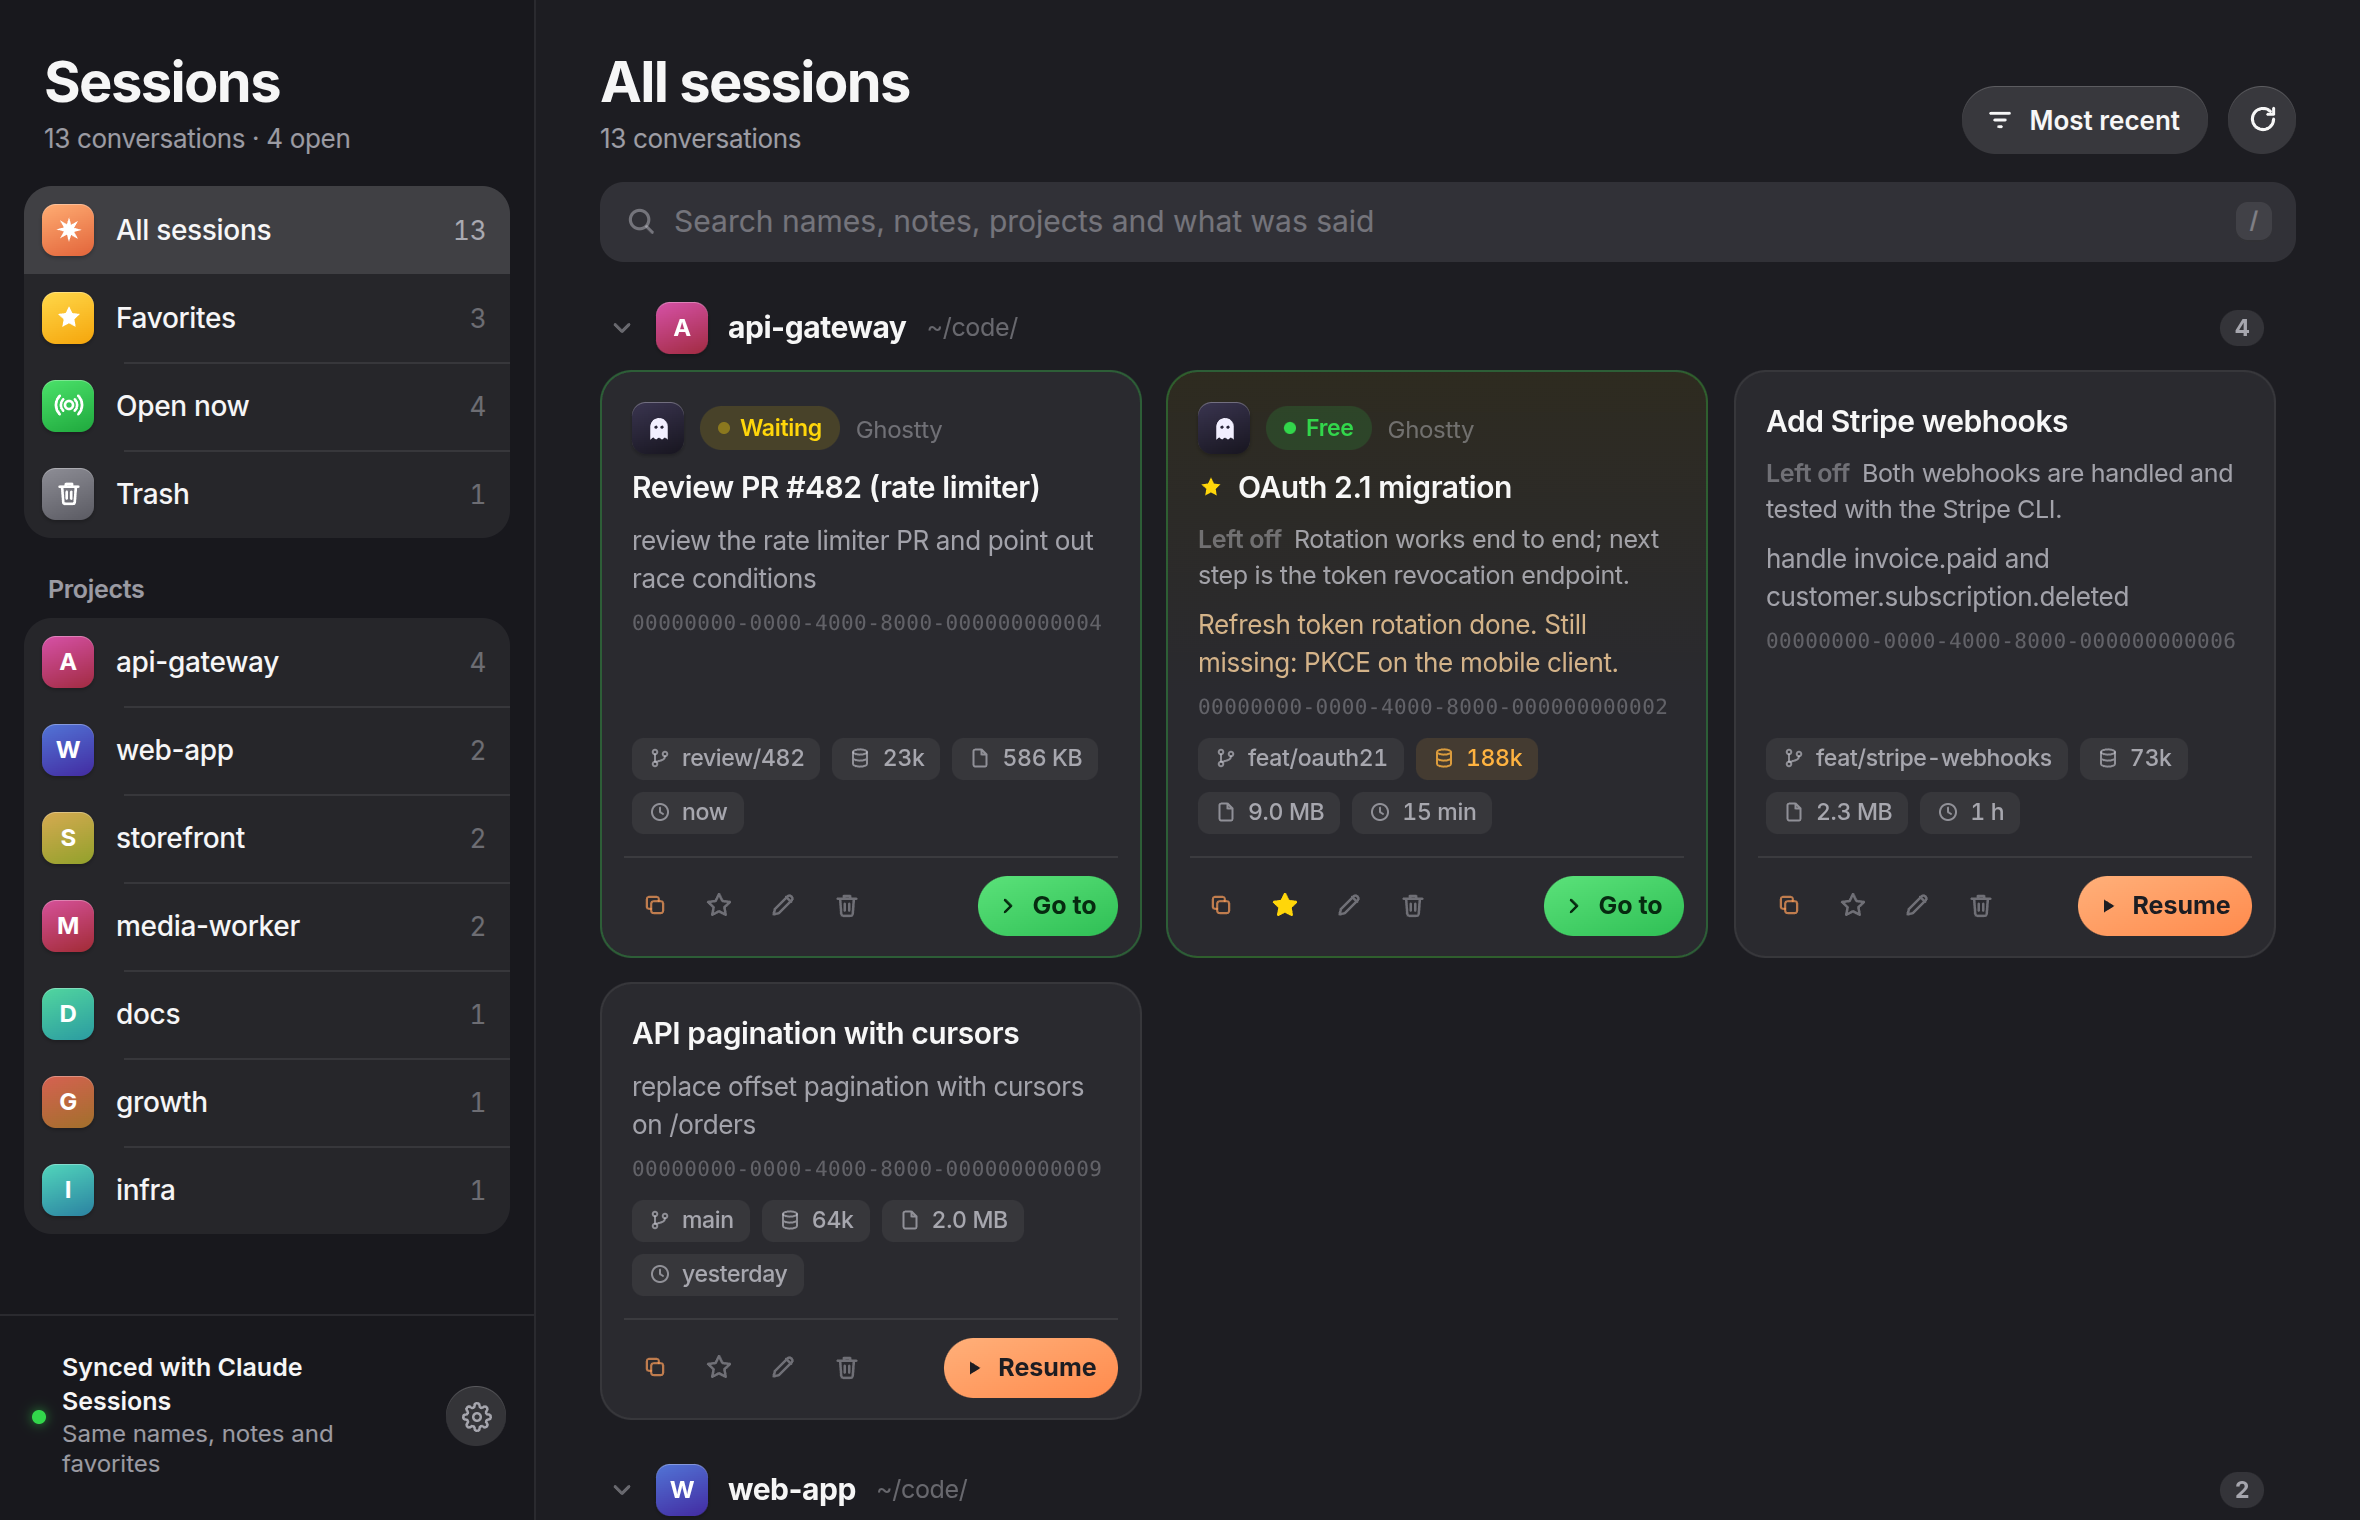 Sessions
13 conversations · 4 open
All sessions 13
Favorites 3
Open now 4
Trash 1
Projects
A api-gateway 4
W web-app 2
S storefront 2
M media-worker 2
D docs 1
G growth 1
I infra 1
Synced with Claude
Sessions
Same names, notes and
favorites
All sessions
13 conversations
Most recent
Search names, notes, projects and what was said /
A api-gateway ~/code/ 4
Waiting Ghostty
Review PR #482 (rate limiter)
review the rate limiter PR and point out
race conditions
00000000-0000-4000-8000-000000000004
review/482 23k 586 KB
now
Go to
Free Ghostty
OAuth 2.1 migration
Left off Rotation works end to end; next
step is the token revocation endpoint.
Refresh token rotation done. Still
missing: PKCE on the mobile client.
00000000-0000-4000-8000-000000000002
feat/oauth21 188k
9.0 MB 15 min
Go to
Add Stripe webhooks
Left off Both webhooks are handled and
tested with the Stripe CLI.
handle invoice.paid and
customer.subscription.deleted
00000000-0000-4000-8000-000000000006
feat/stripe-webhooks 73k
2.3 MB 1 h
Resume
API pagination with cursors
replace offset pagination with cursors
on /orders
00000000-0000-4000-8000-000000000009
main 64k 2.0 MB
yesterday
Resume
W web-app ~/code/ 2